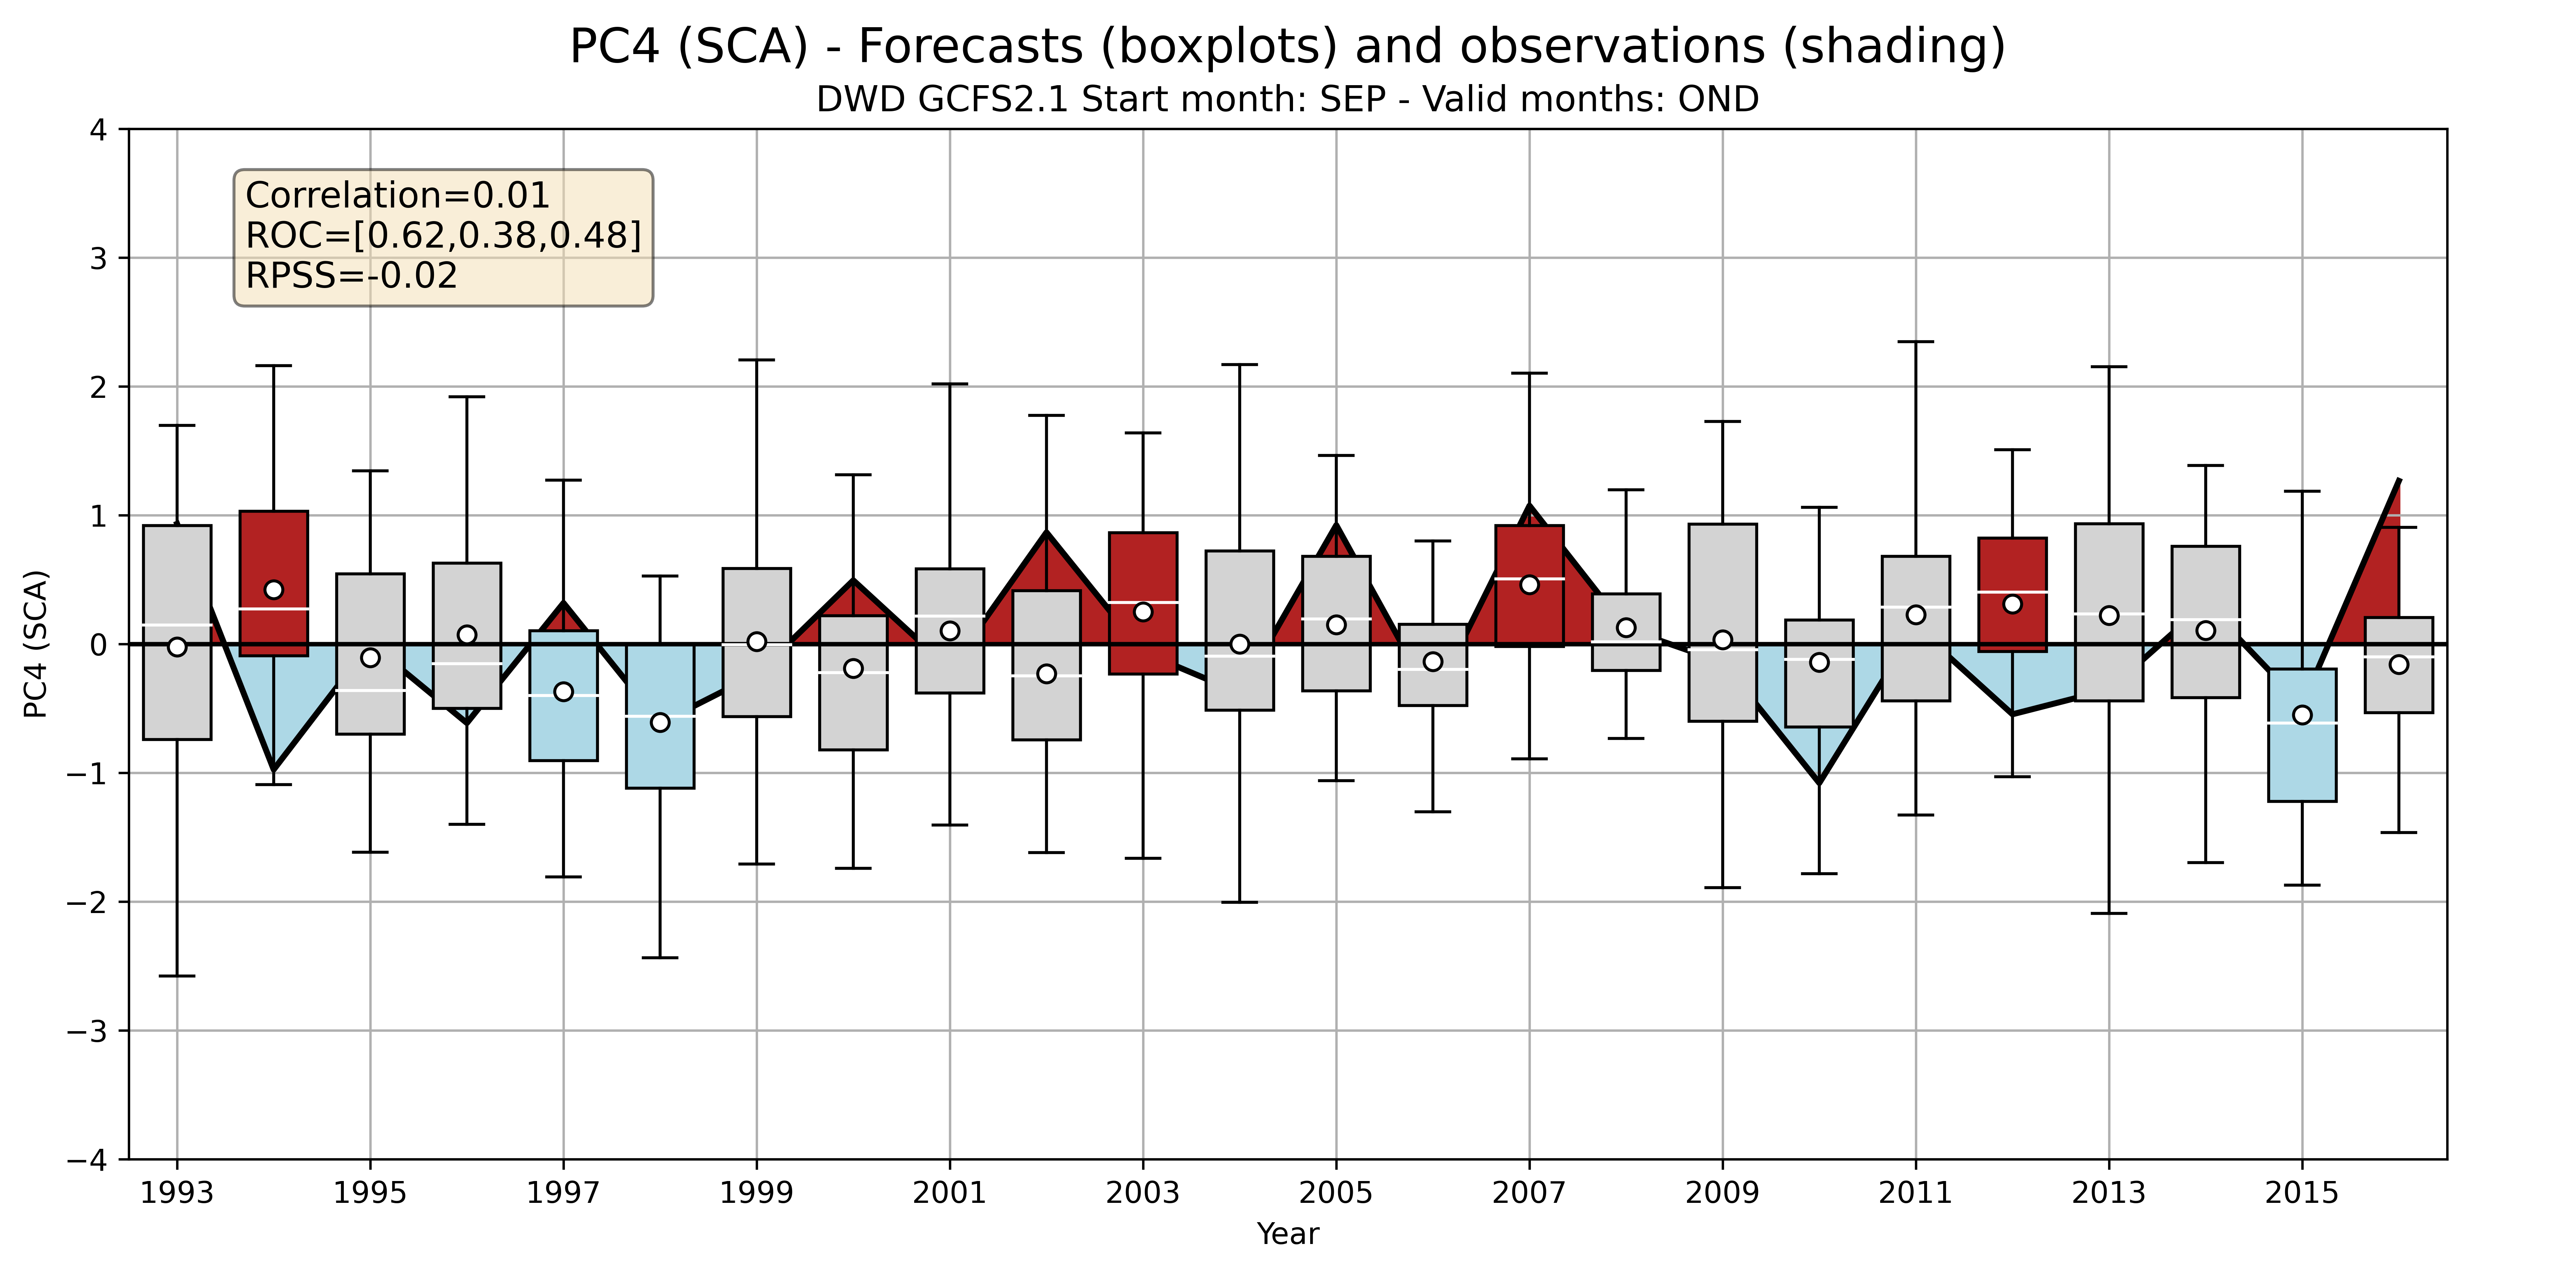 PC4 (SCA) - Forecasts (boxplots) and observations (shading)
DWD GCFS2.1 Start month: SEP - Valid months: OND
Correlation=0.01
ROC=[0.62,0.38,0.48]
RPSS=-0.02
PC4 (SCA)
4
3
2
1
0
−1
−2
−3
−4
1993 1995 1997 1999 2001 2003 2005 2007 2009 2011 2013 2015
Year